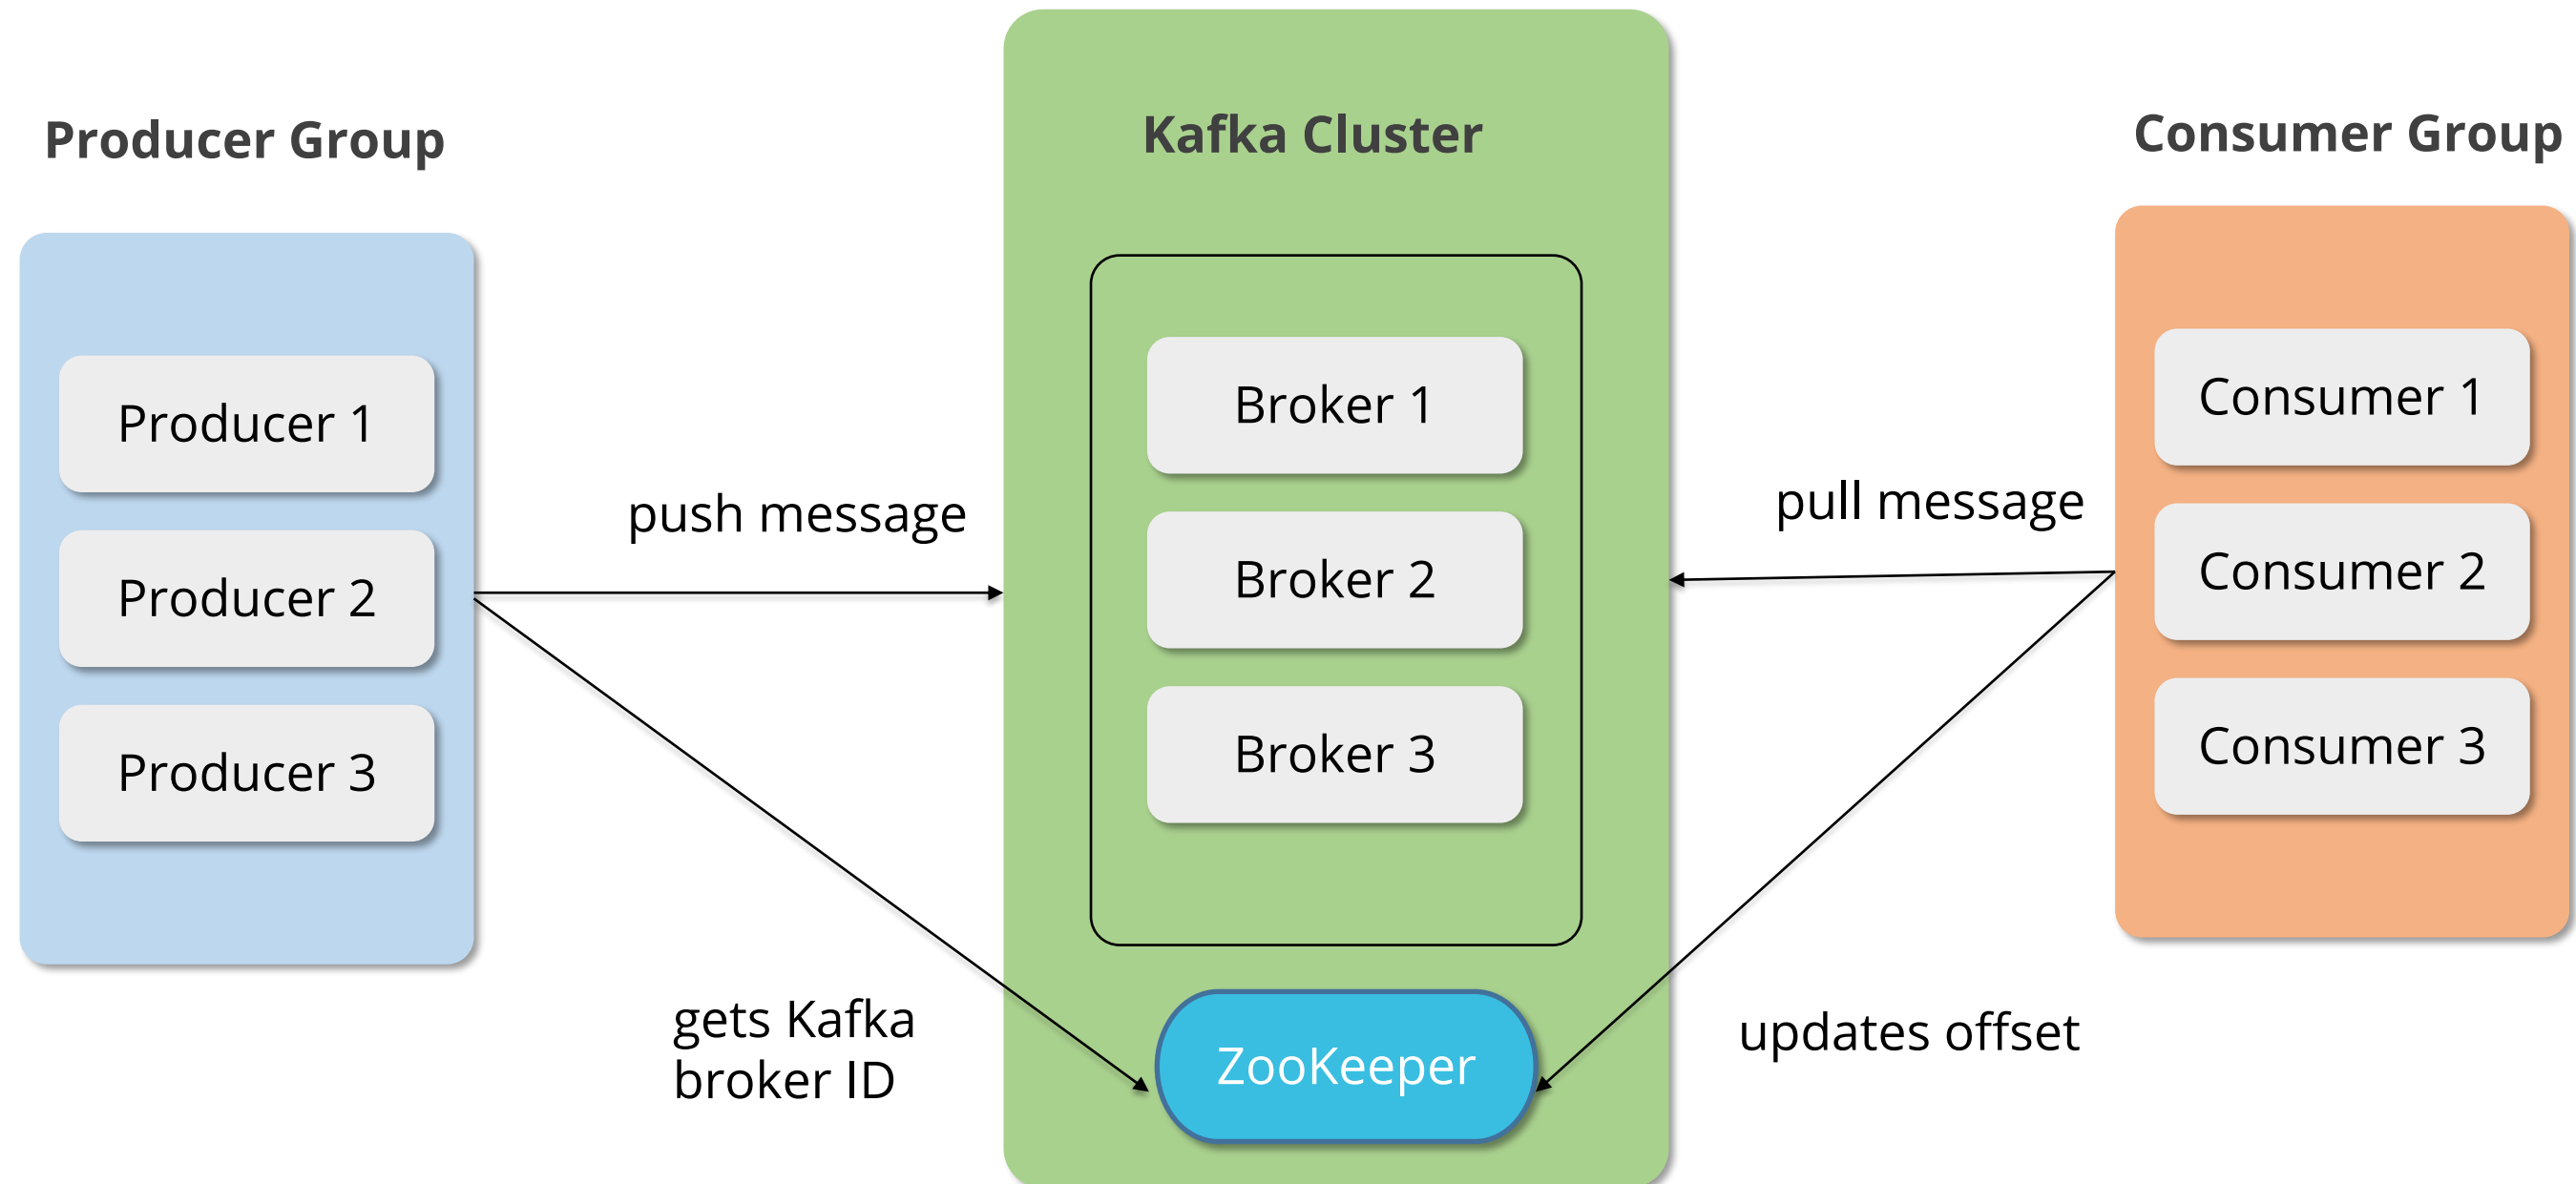 Producer Group
Producer 1
Producer 2
Producer 3
push message
gets Kafka
broker ID
Kafka Cluster
Broker 1
Broker 2
Broker 3
ZooKeeper
pull message
updates offset
Consumer Group
Consumer 1
Consumer 2
Consumer 3